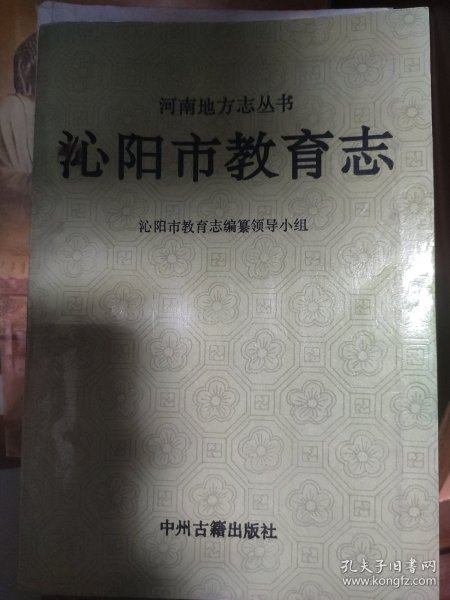 河南地方志丛书
沁阳市教育志
沁阳市教育志编纂领导小组
中州古籍出版社
孔夫子旧书网
www.kongfz.com